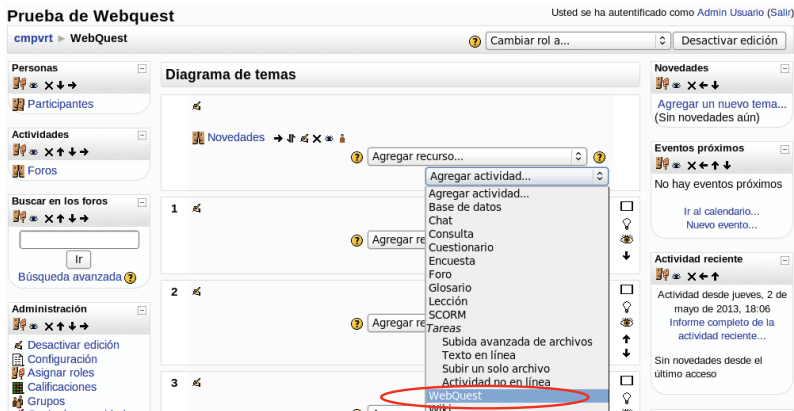 Prueba de Webquest
Usted se ha autentificado como Admin Usuario (Salir)
cmpvrt ► WebQuest
Cambiar rol a...
Desactivar edición
Personas
Participantes
Actividades
Foros
Buscar en los foros
Ir
Búsqueda avanzada
Administración
Desactivar edición
Configuración
Asignar roles
Calificaciones
Grupos
Diagrama de temas
Novedades
Agregar recurso...
Agregar actividad...
Agregar actividad...
Base de datos
Chat
Consulta
Cuestionario
Encuesta
Foro
Glosario
Lección
SCORM
Tareas
Subida avanzada de archivos
Texto en línea
Subir un solo archivo
Actividad no en línea
WebQuest
Wiki
1
Agregar re
2
Agregar re
3
Novedades
Agregar un nuevo tema...
(Sin novedades aún)
Eventos próximos
No hay eventos próximos
Ir al calendario...
Nuevo evento...
Actividad reciente
Actividad desde jueves, 2 de
mayo de 2013, 18:06
Informe completo de la
actividad reciente...
Sin novedades desde el
último acceso